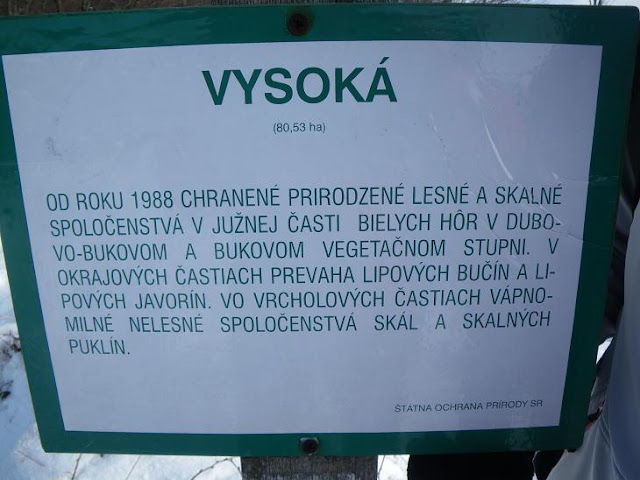 VYSOKÁ
(80,53 ha)
OD ROKU 1988 CHRANENÉ PRIRODZENÉ LESNÉ A SKALNÉ
SPOLOČENSTVÁ V JUŽNEJ ČASTI BIELYCH HÔR V DUBO-
VO-BUKOVOM A BUKOVOM VEGETAČNOM STUPNI. V
OKRAJOVÝCH ČASTIACH PREVAHA LIPOVÝCH BUČÍN A LI-
POVÝCH JAVORÍN. VO VRCHOLOVÝCH ČASTIACH VÁPNO-
MILNÉ NELESNÉ SPOLOČENSTVÁ SKÁL A SKALNÝCH
PUKLÍN.
ŠTÁTNA OCHRANA PRÍRODY SR